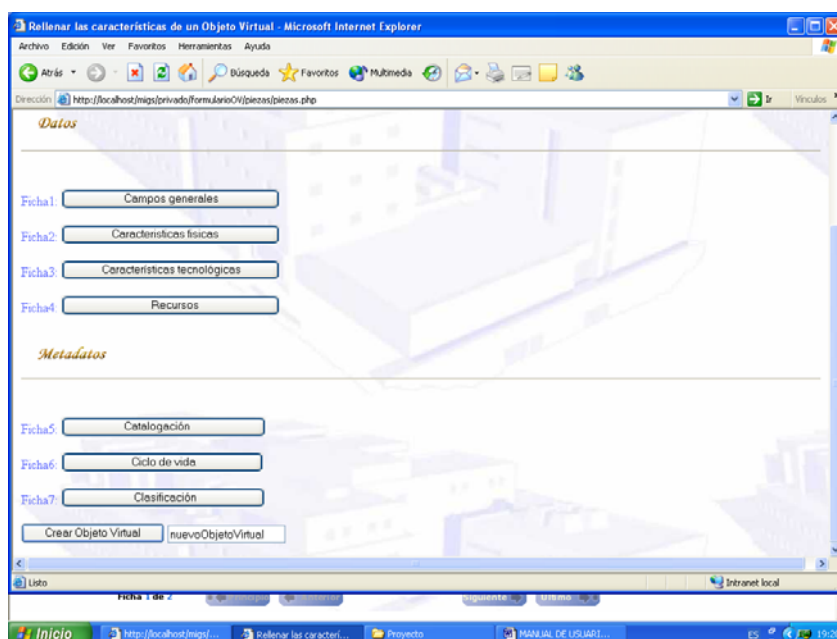 Rellenar las características de un Objeto Virtual - Microsoft Internet Explorer
Archivo Edición Ver Favoritos Herramientas Ayuda
Atrás Búsqueda Favoritos Multimedia
Dirección http://localhost/migs/privado/formularioOV/piezas/piezas.php Ir Vínculos
Datos
Ficha1: Campos generales
Ficha2: Caracteristicas fisicas
Ficha3: Características tecnológicas
Ficha4: Recursos
Metadatos
Ficha5: Catalogación
Ficha6: Ciclo de vida
Ficha7: Clasificación
Crear Objeto Virtual nuevoObjetoVirtual
Listo Intranet local
Ficha 1 de 2 Siguiente Último
Inicio http://localhost/migs/... Rellenar las caracterí... Proyecto MANUAL DE USUARI... ES